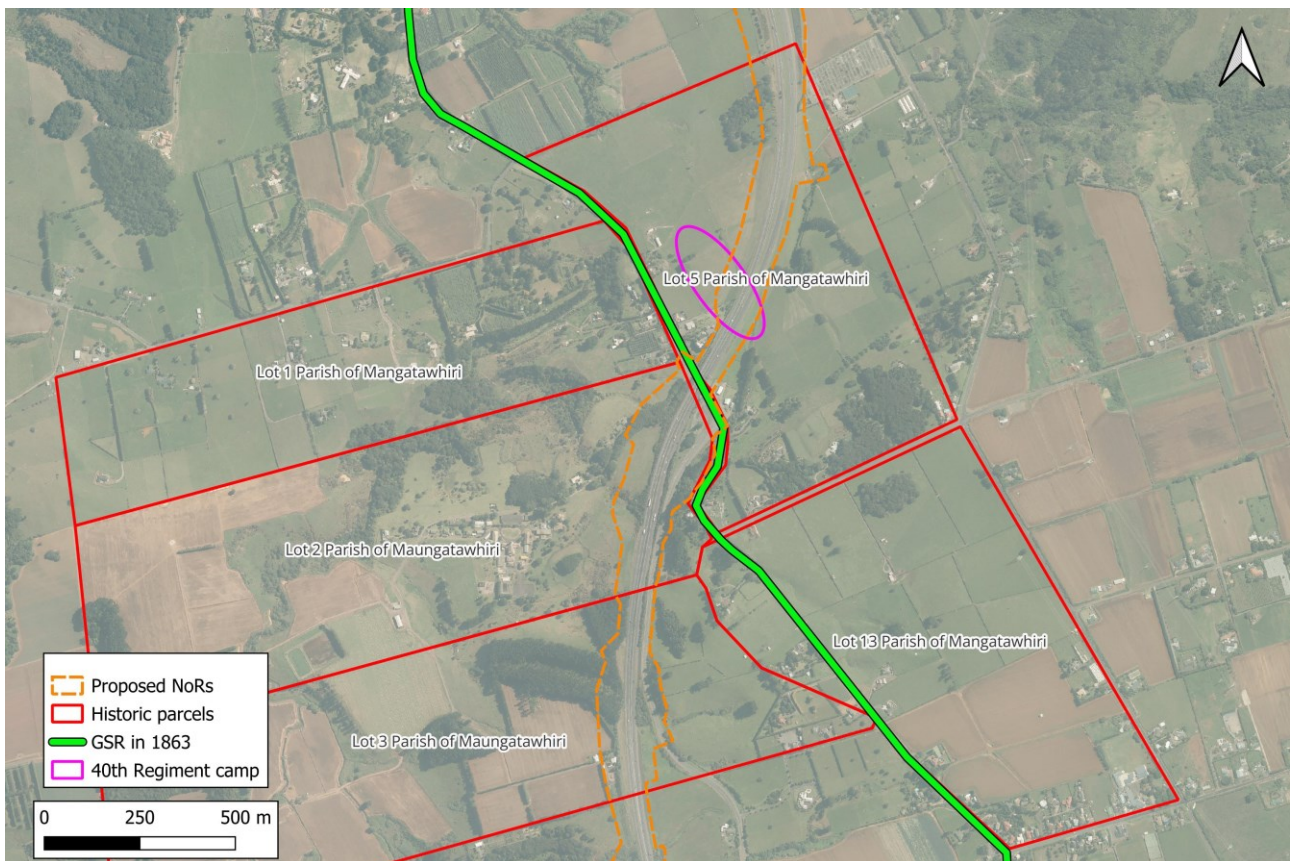 Lot 5 Parish of Mangatawhiri
Lot 1 Parish of Mangatawhiri
Lot 2 Parish of Maungatawhiri
Lot 13 Parish of Mangatawhiri
Lot 3 Parish of Maungatawhiri
Proposed NoRs
Historic parcels
GSR in 1863
40th Regiment camp
0 250 500 m